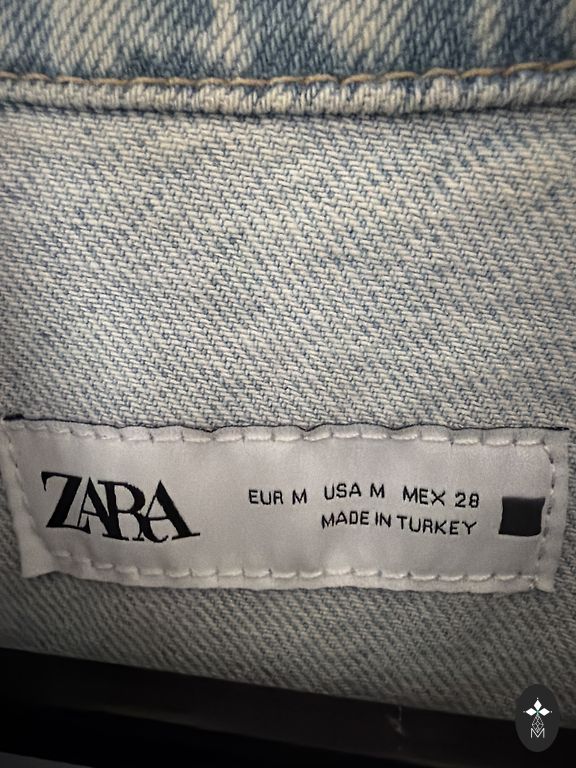 ZARA
EUR M USA M MEX 28
MADE IN TURKEY
M